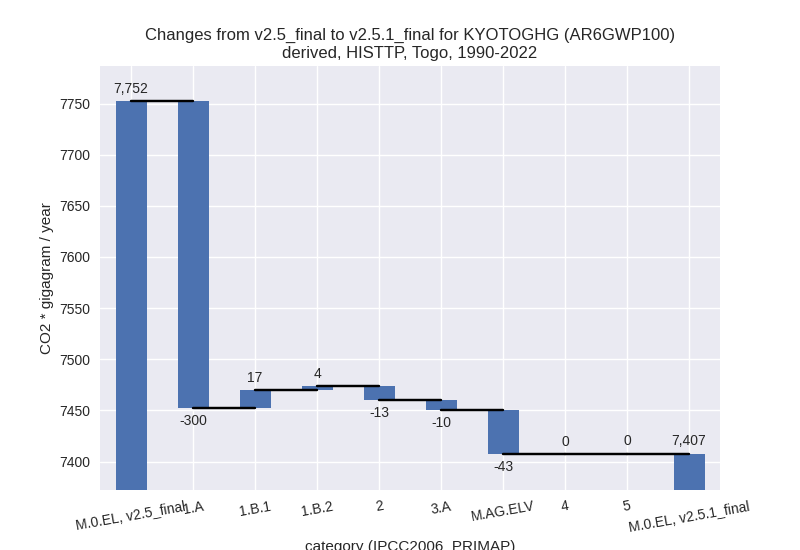 Changes from v2.5_final to v2.5.1_final for KYOTOGHG (AR6GWP100)
derived, HISTTP, Togo, 1990-2022
7,752
7750
7700
7650
7600
7550
7500
7450
7400
CO2 * gigagram / year
-300
17
4
-13
-10
-43
0
0
7,407
M.0.EL, v2.5_final
1.A
1.B.1
1.B.2
2
3.A
M.AG.ELV
4
5
M.0.EL, v2.5.1_final
category (IPCC2006_PRIMAP)